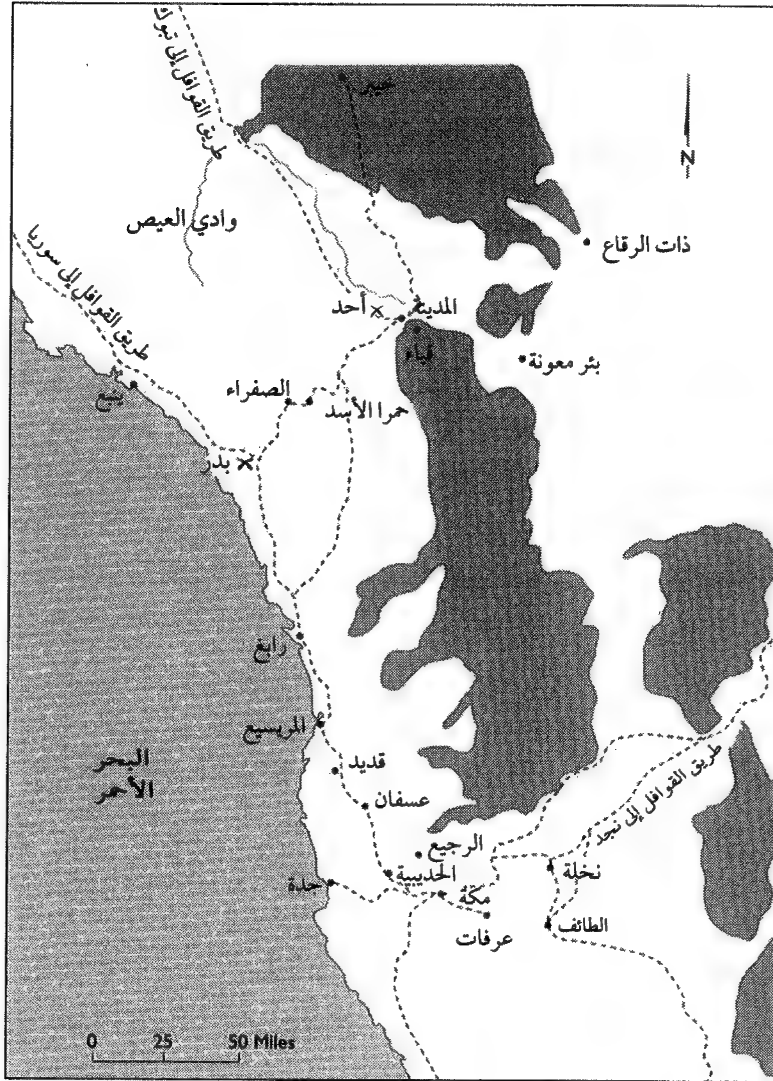 طريق القوافل إلى تبوك
خيبر
N
وادي العيص
ذات الرقاع
طريق القوافل إلى سوريا
المدينة
أحد
قباء
بئر معونة
ينبع
الصفراء
حمرا الأسد
بدر
رابغ
المريسيع
البحر
الأحمر
قديد
عسفان
طريق القوافل إلى نجد
الرجيع
نخلة
الحديبية
جدة
مكة
الطائف
عرفات
0 25 50 Miles